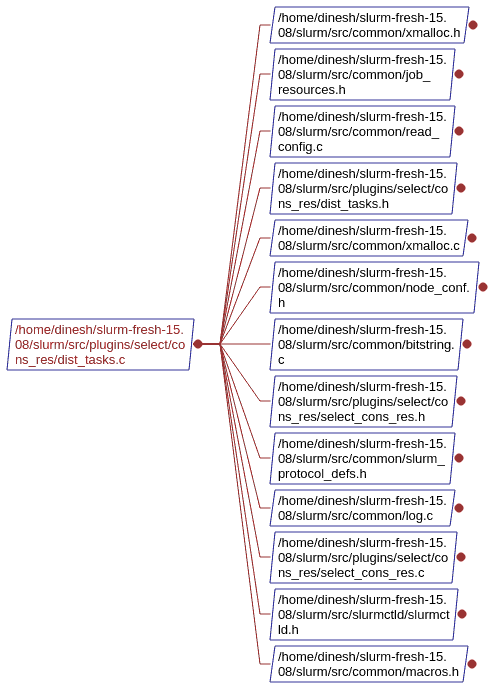 /home/dinesh/slurm-fresh-15.
08/slurm/src/common/xmalloc.h
/home/dinesh/slurm-fresh-15.
08/slurm/src/common/job_
resources.h
/home/dinesh/slurm-fresh-15.
08/slurm/src/common/read_
config.c
/home/dinesh/slurm-fresh-15.
08/slurm/src/plugins/select/co
ns_res/dist_tasks.h
/home/dinesh/slurm-fresh-15.
08/slurm/src/common/xmalloc.c
/home/dinesh/slurm-fresh-15.
08/slurm/src/common/node_conf.
h
/home/dinesh/slurm-fresh-15.
08/slurm/src/plugins/select/co
ns_res/dist_tasks.c
/home/dinesh/slurm-fresh-15.
08/slurm/src/common/bitstring.
c
/home/dinesh/slurm-fresh-15.
08/slurm/src/plugins/select/co
ns_res/select_cons_res.h
/home/dinesh/slurm-fresh-15.
08/slurm/src/common/slurm_
protocol_defs.h
/home/dinesh/slurm-fresh-15.
08/slurm/src/common/log.c
/home/dinesh/slurm-fresh-15.
08/slurm/src/plugins/select/co
ns_res/select_cons_res.c
/home/dinesh/slurm-fresh-15.
08/slurm/src/slurmctld/slurmct
ld.h
/home/dinesh/slurm-fresh-15.
08/slurm/src/common/macros.h